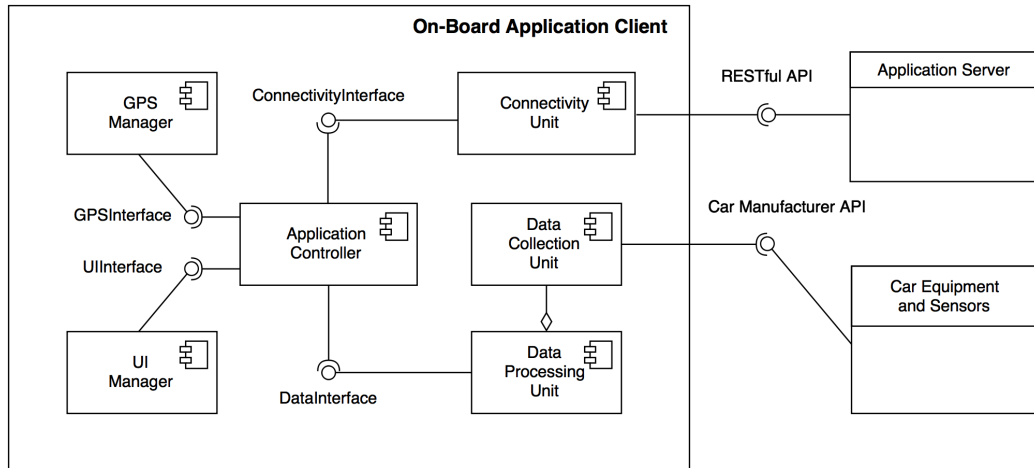 On-Board Application Client
GPS
Manager
ConnectivityInterface
Connectivity
Unit
RESTful API
Application Server
GPSInterface
Application
Controller
Data
Collection
Unit
Car Manufacturer API
UIInterface
Car Equipment
and Sensors
UI
Manager
DataInterface
Data
Processing
Unit